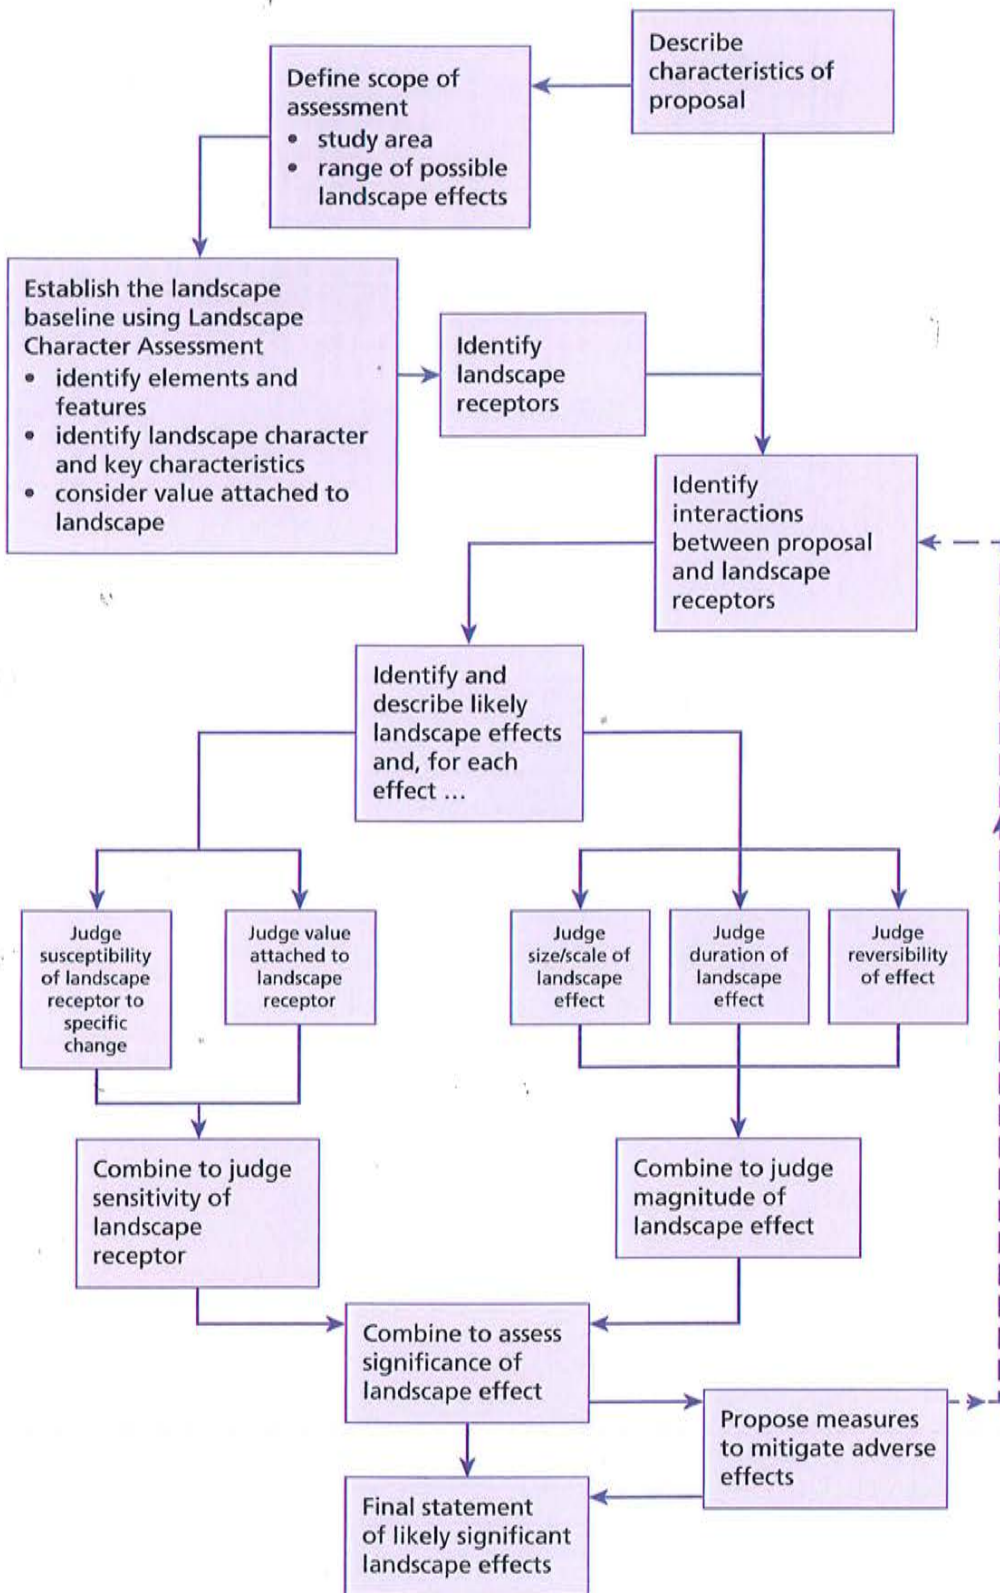 Describe
characteristics of
proposal
Define scope of
assessment
• study area
• range of possible
landscape effects
Establish the landscape
baseline using Landscape
Character Assessment
• identify elements and
features
• identify landscape character
and key characteristics
• consider value attached to
landscape
Identify
landscape
receptors
Identify
interactions
between proposal
and landscape
receptors
Identify and
describe likely
landscape effects
and, for each
effect ...
Judge
susceptibility
of landscape
receptor to
specific
change
Judge value
attached to
landscape
receptor
Judge
size/scale of
landscape
effect
Judge
duration of
landscape
effect
Judge
reversibility
of effect
Combine to judge
sensitivity of
landscape
receptor
Combine to judge
magnitude of
landscape effect
Combine to assess
significance of
landscape effect
Propose measures
to mitigate adverse
effects
Final statement
of likely significant
landscape effects